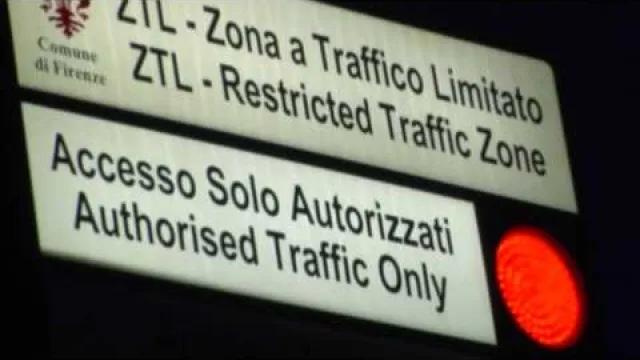 ZTL - Zona a Traffico Limitato
ZTL - Restricted Traffic Zone
Comune
di Firenze
Accesso Solo Autorizzati
Authorised Traffic Only